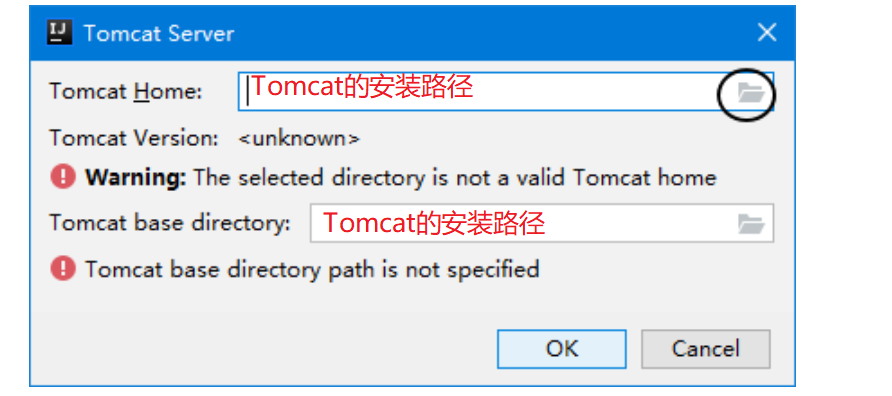 IJ Tomcat Server
Tomcat Home: Tomcat的安装路径
Tomcat Version: <unknown>
Warning: The selected directory is not a valid Tomcat home
Tomcat base directory: Tomcat的安装路径
Tomcat base directory path is not specified
OK Cancel